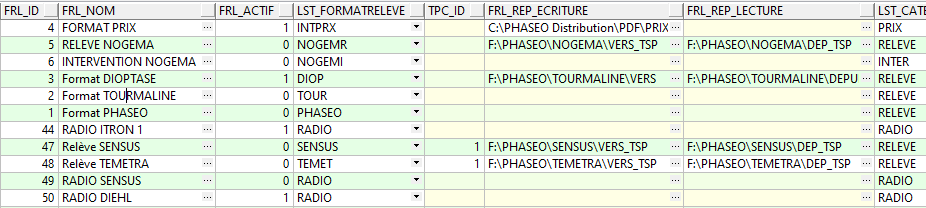 FRL_ID FRL_NOM FRL_ACTIF LST_FORMATRELEVE TPC_ID FRL_REP_ECRITURE FRL_REP_LECTURE LST_CATE
4 FORMAT PRIX ... 1 INTPRX C:\PHASEO Distribution\PDF\PRIX ... ... PRIX
5 RELEVE NOGEMA ... 0 NOGEMR F:\PHASEO\NOGEMA\VERS_TSP ... F:\PHASEO\NOGEMA\DEP_TSP ... RELEVE
6 INTERVENTION NOGEMA ... 0 NOGEMI ... ... INTER
3 Format DIOPTASE ... 1 DIOP F:\PHASEO\TOURMALINE\VERS ... F:\PHASEO\TOURMALINE\DEPU ... RELEVE
2 Format TOURMALINE ... 0 TOUR ... ... RELEVE
1 Format PHASEO ... 0 PHASEO ... ... RELEVE
44 RADIO ITRON 1 ... 1 RADIO ... ... RADIO
47 Relève SENSUS ... 0 SENSUS 1 F:\PHASEO\SENSUS\VERS_TSP ... F:\PHASEO\SENSUS\DEP_TSP ... RELEVE
48 Relève TEMETRA ... 0 TEMET 1 F:\PHASEO\TEMETRA\VERS_TSP ... F:\PHASEO\TEMETRA\DEP_TSP ... RELEVE
49 RADIO SENSUS ... 0 RADIO ... ... RADIO
50 RADIO DIEHL ... 1 RADIO ... ... RADIO